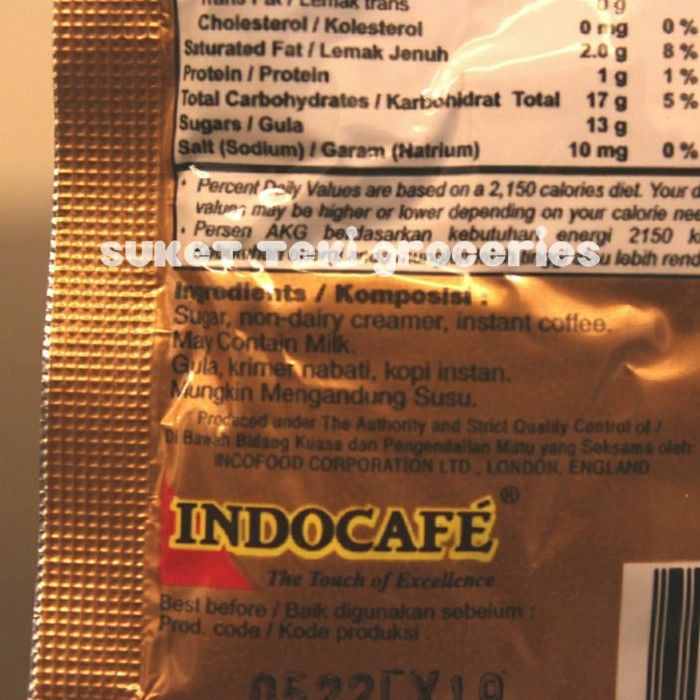 Trans Fat / Lemak trans 0 g
Cholesterol / Kolesterol 0 mg 0 %
Saturated Fat / Lemak Jenuh 2.0 g 8 %
Protein / Protein 1 g 1 %
Total Carbohydrates / Karbohidrat Total 17 g 5 %
Sugars / Gula 13 g
Salt (Sodium) / Garam (Natrium) 10 mg 0 %
• Percent Daily Values are based on a 2,150 calories diet. Your
values may be higher or lower depending on your calorie
• Persen AKG berdasarkan kebutuhan energi 2150
suket teki groceries
lebih
Ingredients / Komposisi :
Sugar, non-dairy creamer, instant coffee.
May Contain Milk.
Gula, krimer nabati, kopi instan.
Mungkin Mengandung Susu.
Produced under The Authority and Strict Quality Control of /
Di Bawah Bidang Kuasa dan Pengendalian Mutu yang Seksama oleh:
INCOFOOD CORPORATION LTD., LONDON, ENGLAND
INDOCAFÉ®
The Touch of Excellence
Best before / Baik digunakan sebelum :
Prod. code / Kode produksi :